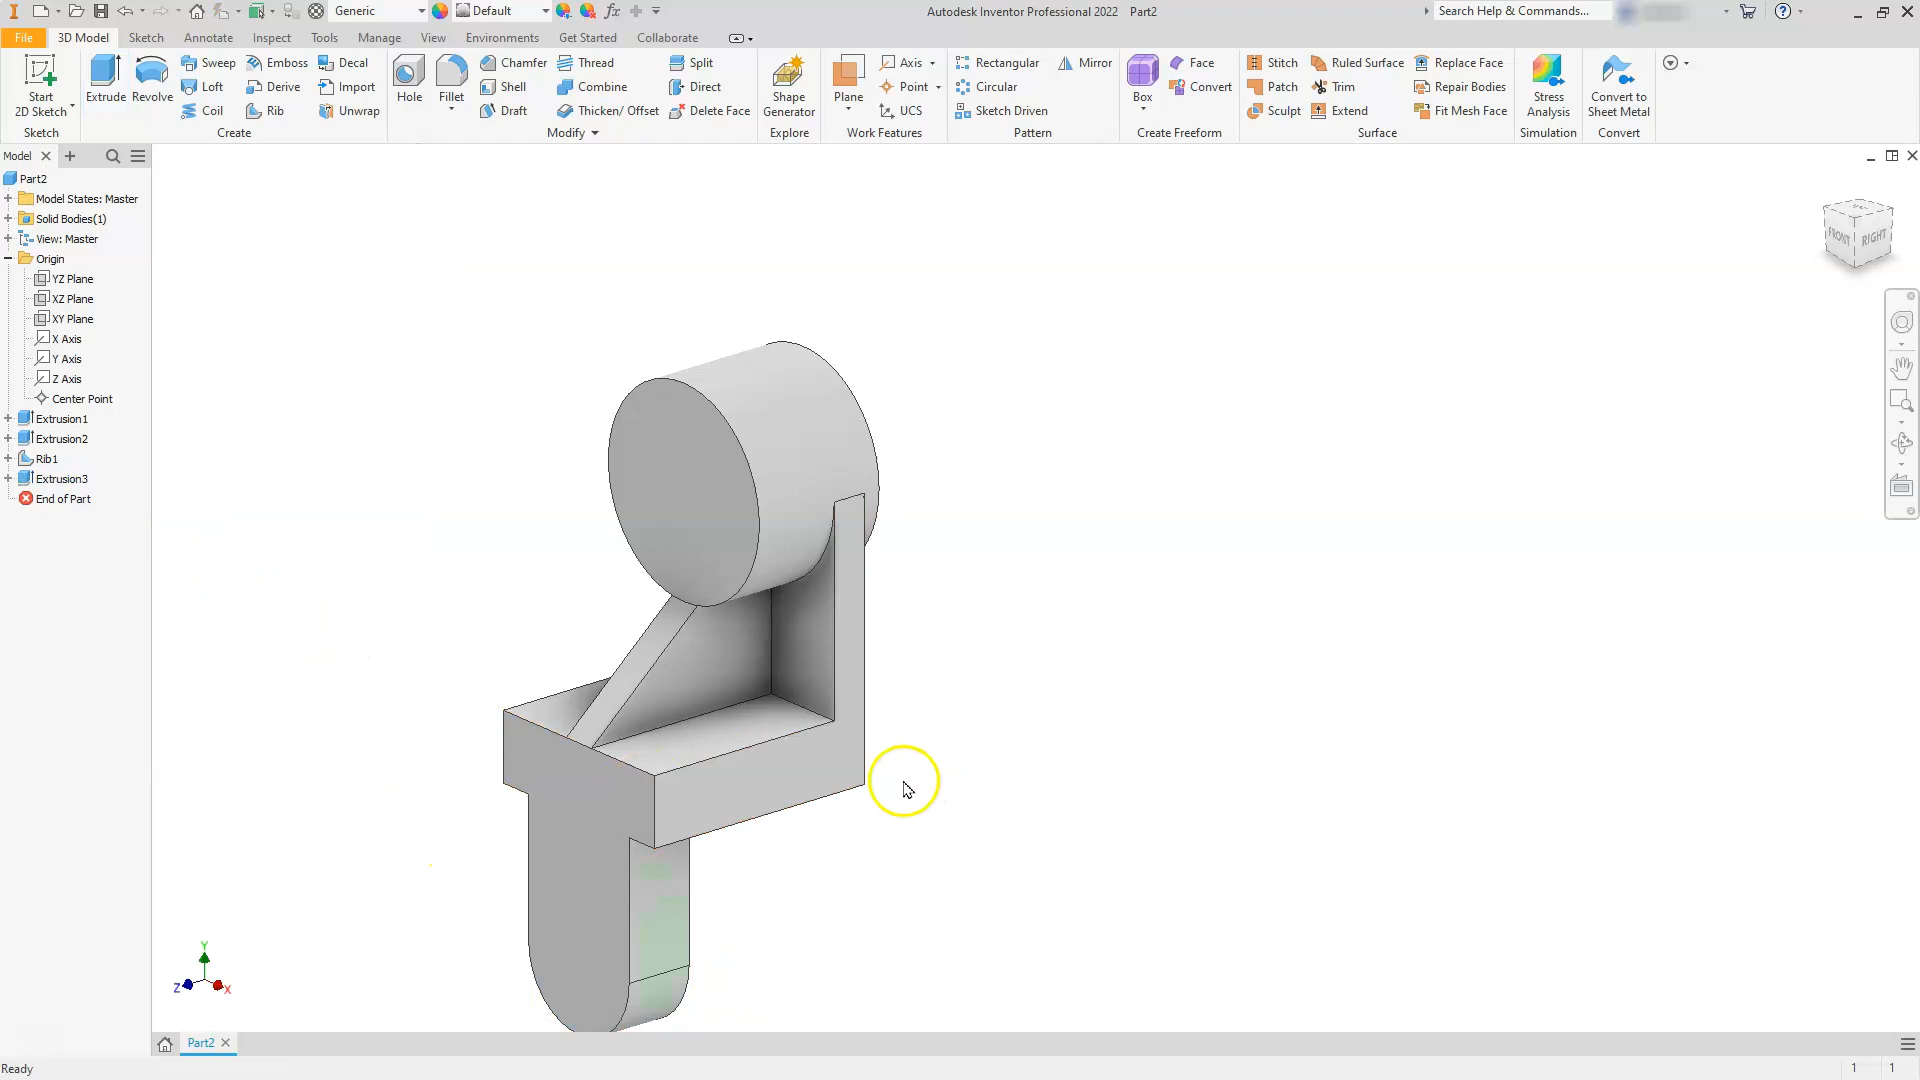 Generic Default fx Autodesk Inventor Professional 2022 Part2 Search Help & Commands...
File 3D Model Sketch Annotate Inspect Tools Manage View Environments Get Started Collaborate
Start 2D Sketch Extrude Revolve Sweep Emboss Decal Hole Fillet Chamfer Thread Split Shape Generator Plane Axis Rectangular Mirror Box Face Stitch Ruled Surface Replace Face Stress Analysis Convert to Sheet Metal
Loft Derive Import Shell Combine Direct Point Circular Convert Patch Trim Repair Bodies
Coil Rib Unwrap Draft Thicken/ Offset Delete Face UCS Sketch Driven Sculpt Extend Fit Mesh Face
Sketch Create Modify Explore Work Features Pattern Create Freeform Surface Simulation Convert
Model
Part2
Model States: Master
Solid Bodies(1)
View: Master
Origin
YZ Plane
XZ Plane
XY Plane
X Axis
Y Axis
Z Axis
Center Point
Extrusion1
Extrusion2
Rib1
Extrusion3
End of Part
FRONT RIGHT
Y
Z X
Part2
Ready 1 1